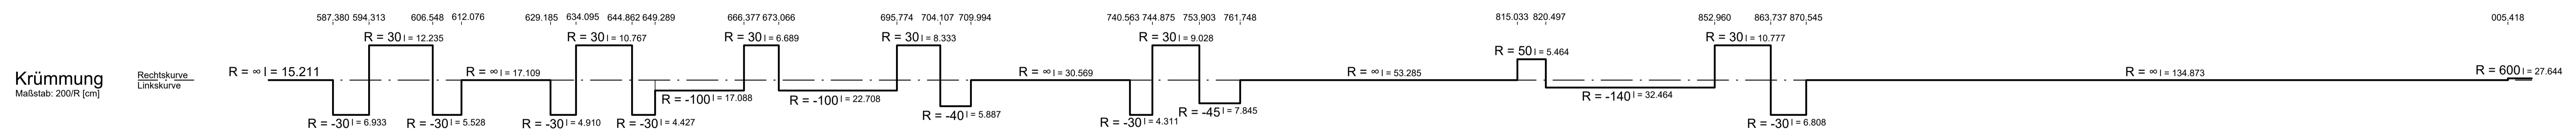 587.380 594.313 606.548 612.076 629.185 634.095 644.862 649.289 666.377 673.066 695.774 704.107 709.994 740.563 744.875 753.903 761,748 815.033 820.497 852,960 863,737 870,545 005,418
R = 30 l = 12.235 R = 30 l = 10.767 R = 30 l = 6.689 R = 30 l = 8.333 R = 30 l = 9.028 R = 30 l = 10.777
R = 50 l = 5.464
Krümmung
Maßstab: 200/R [cm]
Rechtskurve
Linkskurve
R = ∞ l = 15.211 R = ∞ l = 17.109 R = ∞ l = 30.569 R = ∞ l = 53.285 R = ∞ l = 134.873 R = 600 l = 27.644
R = -100 l = 17.088 R = -100 l = 22.708 R = -140 l = 32.464
R = -40 l = 5.887 R = -45 l = 7.845
R = -30 l = 6.933 R = -30 l = 5.528 R = -30 l = 4.910 R = -30 l = 4.427 R = -30 l = 4.311 R = -30 l = 6.808